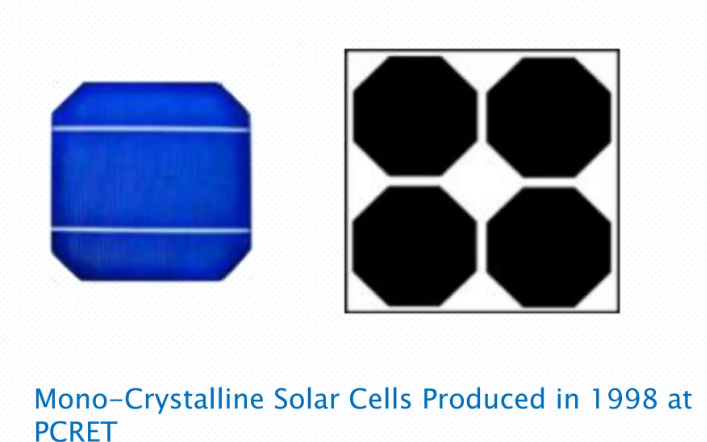 Mono-Crystalline Solar Cells Produced in 1998 at
PCRET